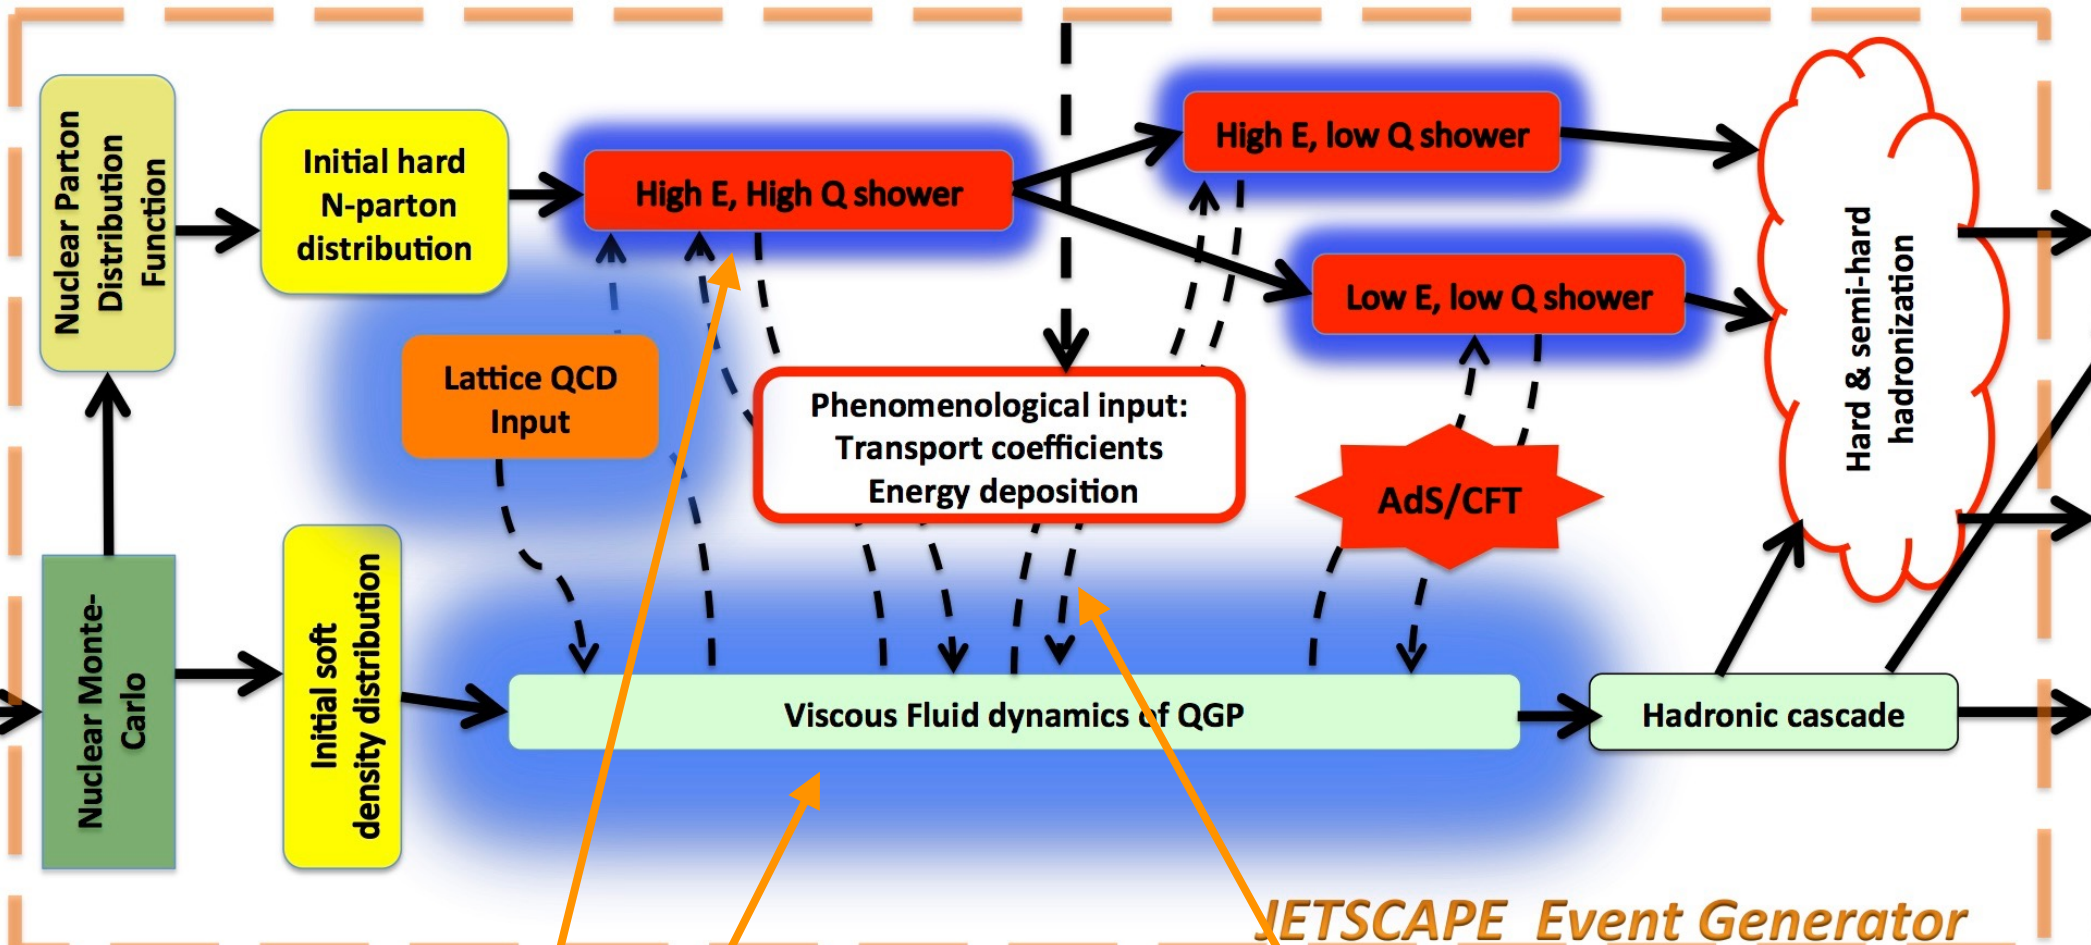 Nuclear Parton
Distribution
Function
Initial hard
N-parton
distribution
High E, High Q shower
High E, low Q shower
Low E, low Q shower
Hard & semi-hard
hadronization
Lattice QCD
Input
Phenomenological input:
Transport coefficients
Energy deposition
AdS/CFT
Nuclear Monte-
Carlo
Initial soft
density distribution
Viscous Fluid dynamics of QGP
Hadronic cascade
JETSCAPE Event Generator